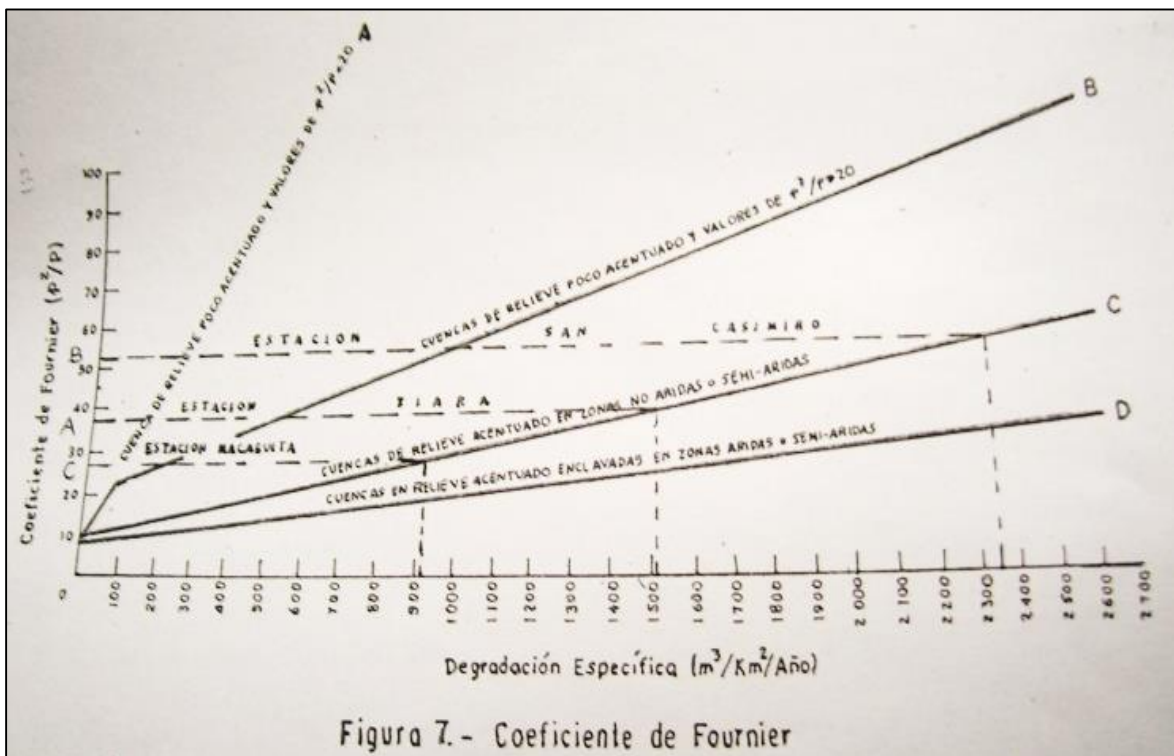 A
CUENCA DE RELIEVE POCO ACENTUADO Y VALORES DE p²/P<20
B
CUENCAS DE RELIEVE POCO ACENTUADO Y VALORES DE p²/P>20
C
CUENCAS DE RELIEVE ACENTUADO EN ZONAS NO ARIDAS o SEMI-ARIDAS
D
CUENCAS EN RELIEVE ACENTUADO ENCLAVADAS EN ZONAS ARIDAS o SEMI-ARIDAS
Coeficiente de Fournier (p²/P)
100
90
80
70
60
50
40
30
20
10
B
ESTACION SAN CASIMIRO
A
ESTACION TIARA
C
ESTACION MACAGUITA
0 100 200 300 400 500 600 700 800 900 1000 1100 1200 1300 1400 1500 1600 1700 1800 1900 2000 2100 2200 2300 2400 2500 2600 2700
Degradación Específica (m³/Km²/Año)
Figura 7.- Coeficiente de Fournier